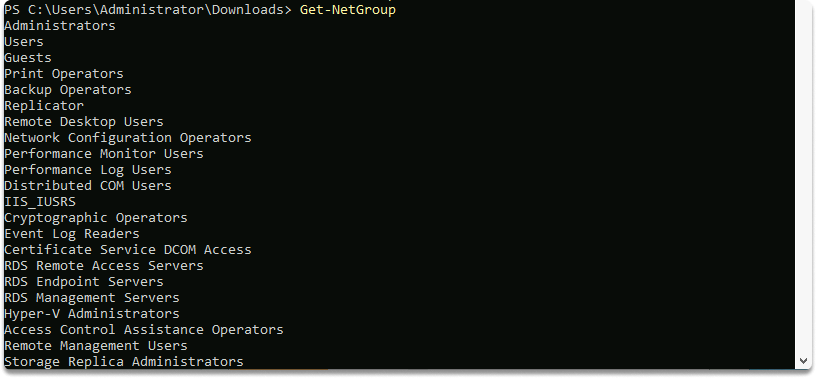 PS C:\Users\Administrator\Downloads> Get-NetGroup
Administrators
Users
Guests
Print Operators
Backup Operators
Replicator
Remote Desktop Users
Network Configuration Operators
Performance Monitor Users
Performance Log Users
Distributed COM Users
IIS_IUSRS
Cryptographic Operators
Event Log Readers
Certificate Service DCOM Access
RDS Remote Access Servers
RDS Endpoint Servers
RDS Management Servers
Hyper-V Administrators
Access Control Assistance Operators
Remote Management Users
Storage Replica Administrators